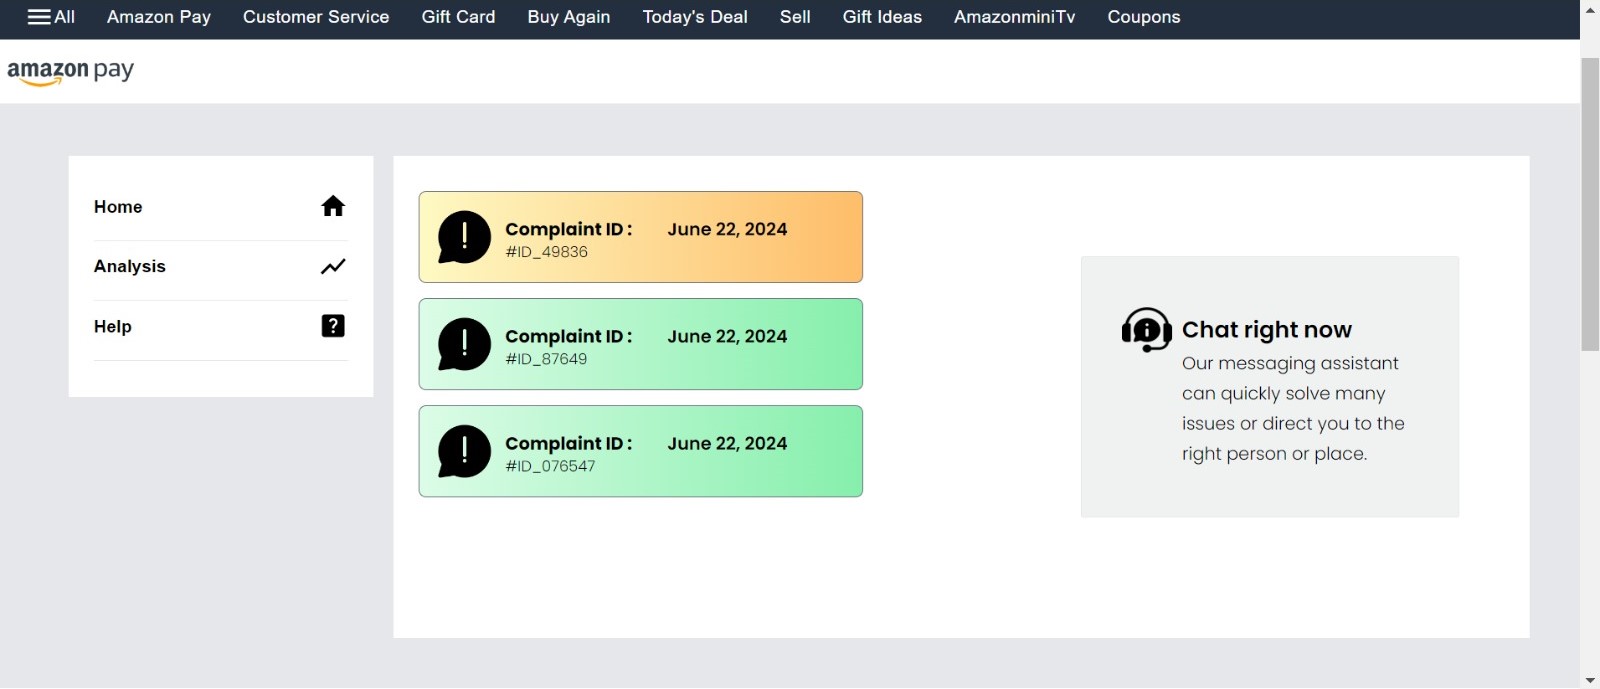 All Amazon Pay Customer Service Gift Card Buy Again Today's Deal Sell Gift Ideas AmazonminiTv Coupons
amazon pay
Home
Analysis
Help
?
! Complaint ID : June 22, 2024
#ID_49836
! Complaint ID : June 22, 2024
#ID_87649
! Complaint ID : June 22, 2024
#ID_076547
i
Chat right now
Our messaging assistant
can quickly solve many
issues or direct you to the
right person or place.